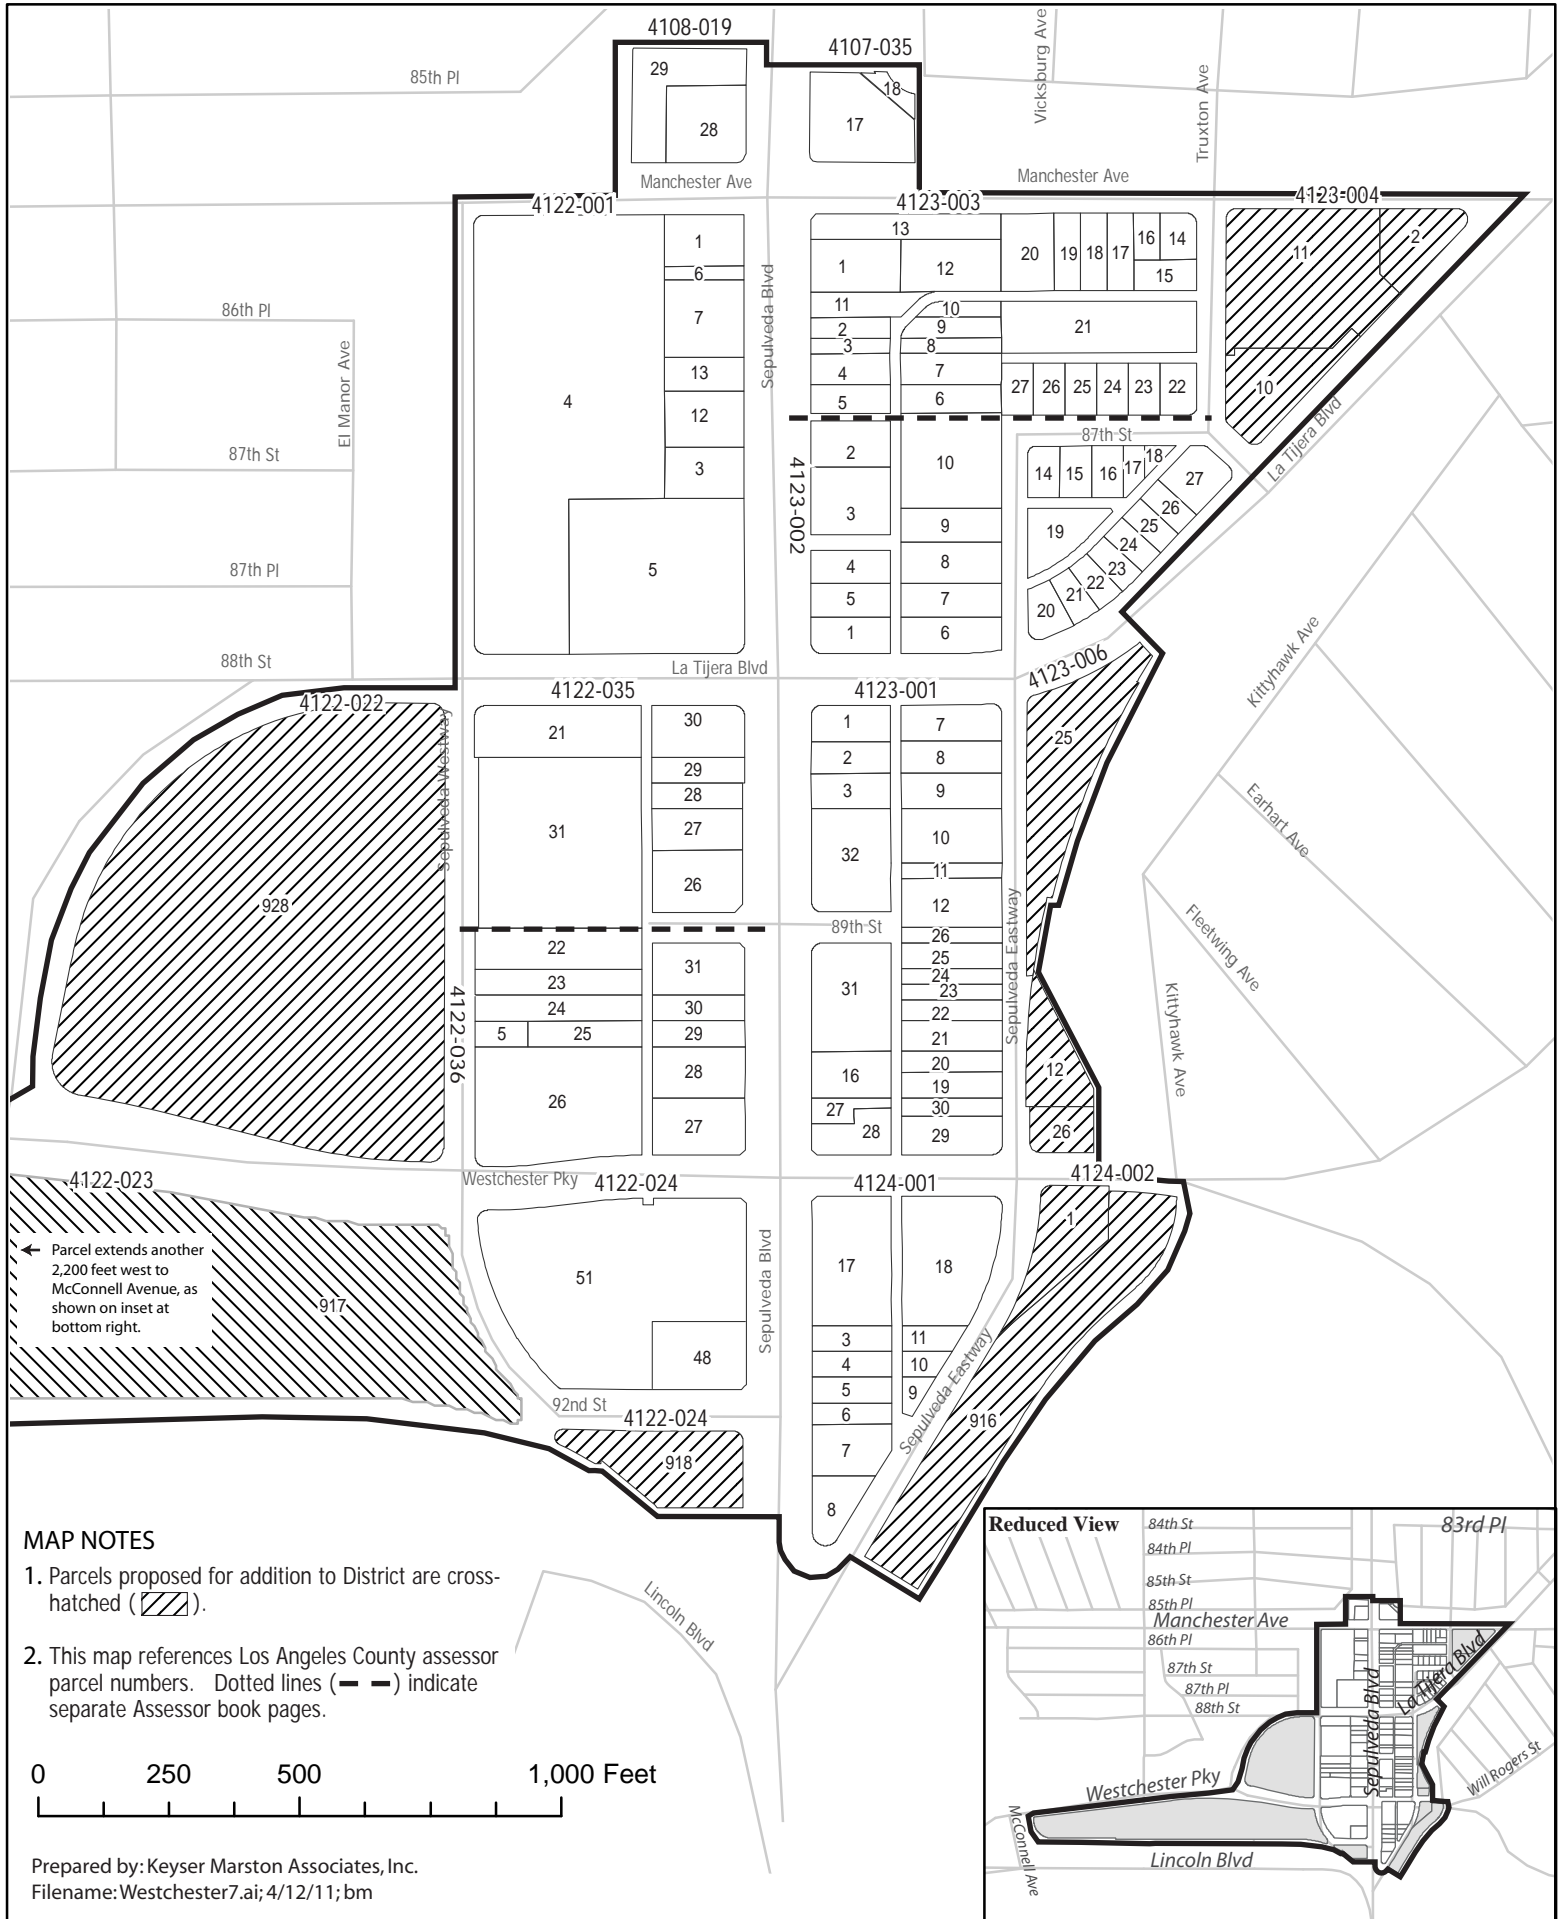 4108-019
4107-035
Vicksburg Ave
Truxton Ave
85th Pl
29
28
18
17
Manchester Ave
Manchester Ave
4122-001
4123-003
4123-004
1
6
7
13
12
3
4
5
Sepulveda Blvd
13
1
12
11
10
2
9
3
8
4
7
5
6
20
19
18
17
16
14
15
21
27
26
25
24
23
22
11
2
10
86th Pl
El Manor Ave
87th St
87th Pl
88th St
87th St
La Tijera Blvd
4123-002
2
3
4
5
1
10
9
8
7
6
14
15
16
17
18
27
26
25
24
23
22
21
20
19
La Tijera Blvd
4123-006
Kittyhawk Ave
4122-022
4122-035
4123-001
Sepulveda Westway
928
21
31
30
29
28
27
26
1
2
3
32
7
8
9
10
11
12
25
Earhart Ave
Fleetwing Ave
Kittyhawk Ave
89th St
Sepulveda Eastway
4122-036
22
23
24
5
25
26
31
30
29
28
27
31
16
27
28
26
25
24
23
22
21
20
19
30
29
12
26
4122-023
Westchester Pky
4122-024
4124-001
4124-002
Parcel extends another
2,200 feet west to
McConnell Avenue, as
shown on inset at
bottom right.
917
51
48
Sepulveda Blvd
17
18
3
11
4
10
5
9
6
7
8
1
916
Sepulveda Eastway
92nd St
4122-024
918
Lincoln Blvd
MAP NOTES
1. Parcels proposed for addition to District are cross-
hatched ( ).
2. This map references Los Angeles County assessor
parcel numbers. Dotted lines (— —) indicate
separate Assessor book pages.
0 250 500 1,000 Feet
Prepared by: Keyser Marston Associates, Inc.
Filename: Westchester7.ai; 4/12/11; bm
Reduced View
84th St
83rd Pl
84th Pl
85th St
85th Pl
Manchester Ave
86th Pl
87th St
87th Pl
88th St
Sepulveda Blvd
La Tijera Blvd
Westchester Pky
Will Rogers St
McConnell Ave
Lincoln Blvd